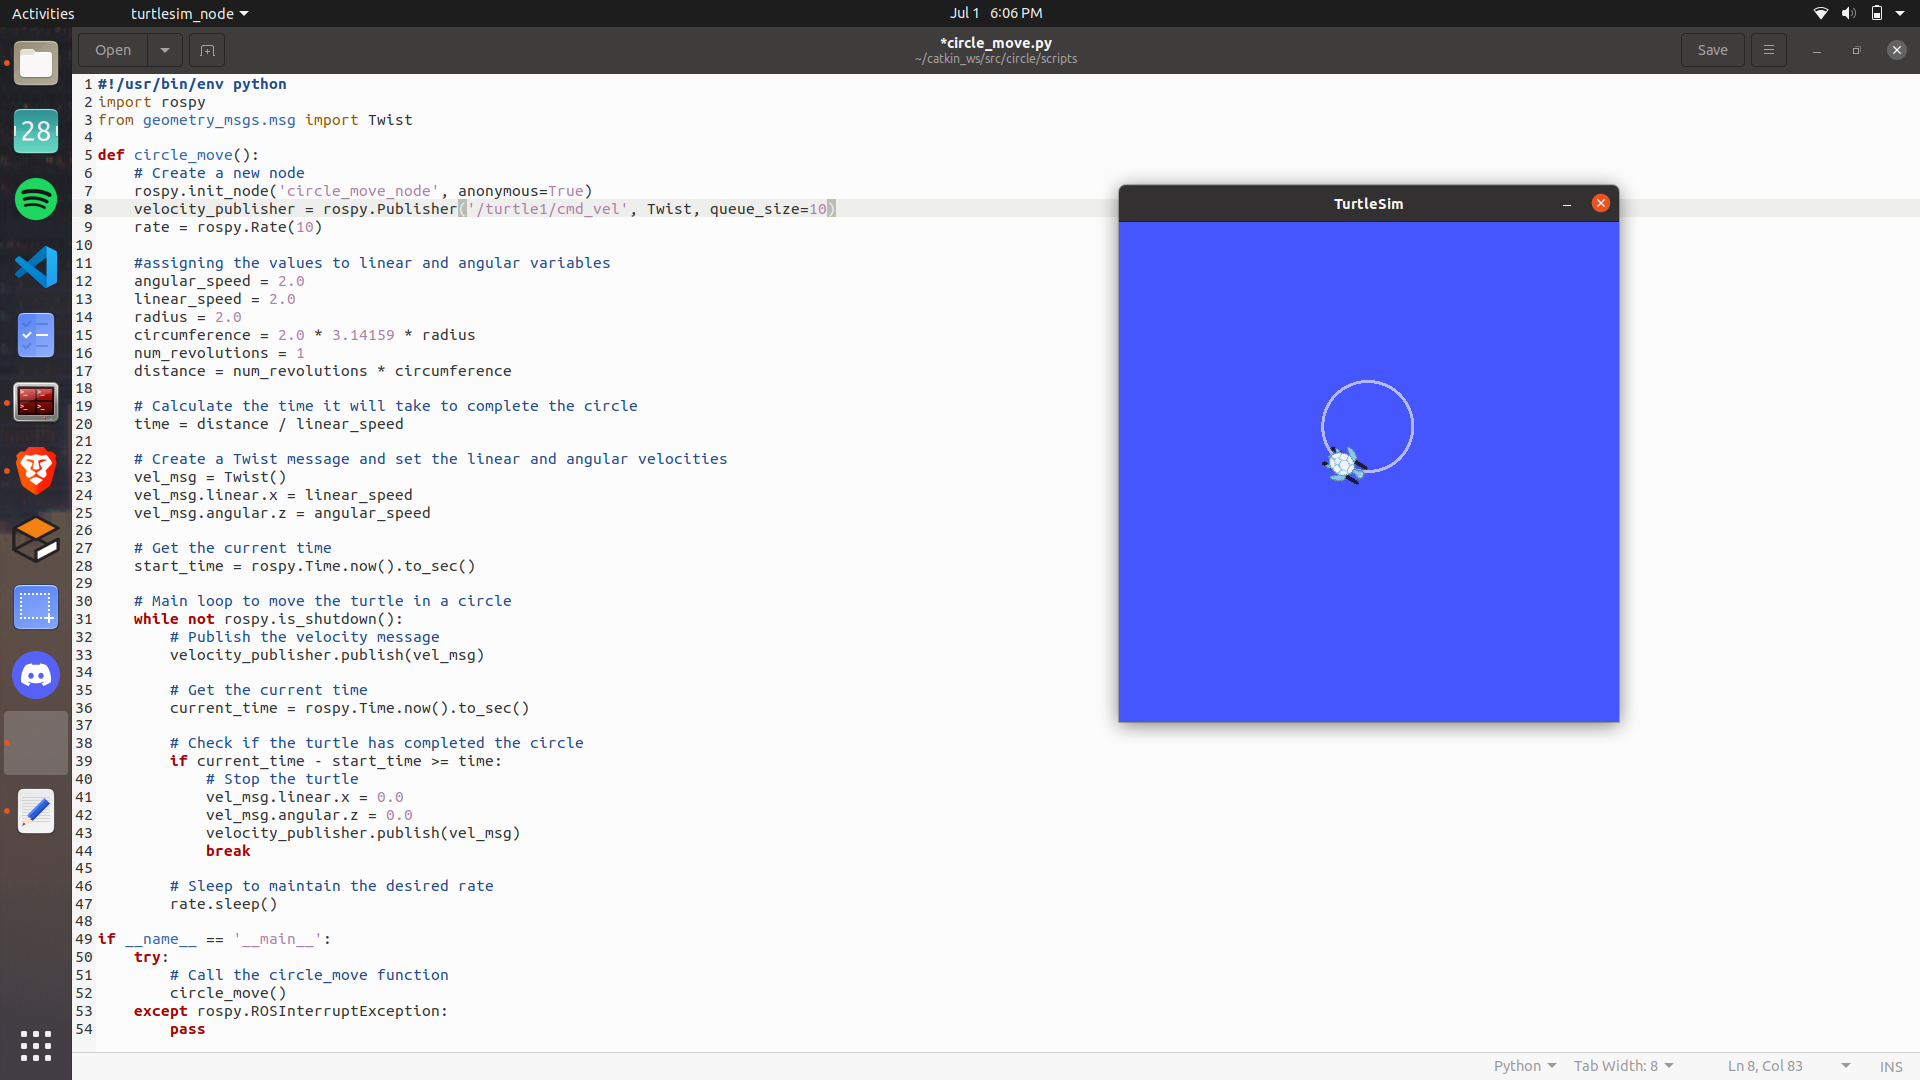 Activities
turtlesim_node
Jul 1 6:06 PM
Open
*circle_move.py
~/catkin_ws/src/circle/scripts
Save
28
1 #!/usr/bin/env python
2 import rospy
3 from geometry_msgs.msg import Twist
4
5 def circle_move():
6     # Create a new node
7     rospy.init_node('circle_move_node', anonymous=True)
8     velocity_publisher = rospy.Publisher('/turtle1/cmd_vel', Twist, queue_size=10)
9     rate = rospy.Rate(10)
10
11     #assigning the values to linear and angular variables
12     angular_speed = 2.0
13     linear_speed = 2.0
14     radius = 2.0
15     circumference = 2.0 * 3.14159 * radius
16     num_revolutions = 1
17     distance = num_revolutions * circumference
18
19     # Calculate the time it will take to complete the circle
20     time = distance / linear_speed
21
22     # Create a Twist message and set the linear and angular velocities
23     vel_msg = Twist()
24     vel_msg.linear.x = linear_speed
25     vel_msg.angular.z = angular_speed
26
27     # Get the current time
28     start_time = rospy.Time.now().to_sec()
29
30     # Main loop to move the turtle in a circle
31     while not rospy.is_shutdown():
32         # Publish the velocity message
33         velocity_publisher.publish(vel_msg)
34
35         # Get the current time
36         current_time = rospy.Time.now().to_sec()
37
38         # Check if the turtle has completed the circle
39         if current_time - start_time >= time:
40             # Stop the turtle
41             vel_msg.linear.x = 0.0
42             vel_msg.angular.z = 0.0
43             velocity_publisher.publish(vel_msg)
44             break
45
46         # Sleep to maintain the desired rate
47         rate.sleep()
48
49 if __name__ == '__main__':
50     try:
51         # Call the circle_move function
52         circle_move()
53     except rospy.ROSInterruptException:
54         pass
TurtleSim
Python
Tab Width: 8
Ln 8, Col 83
INS